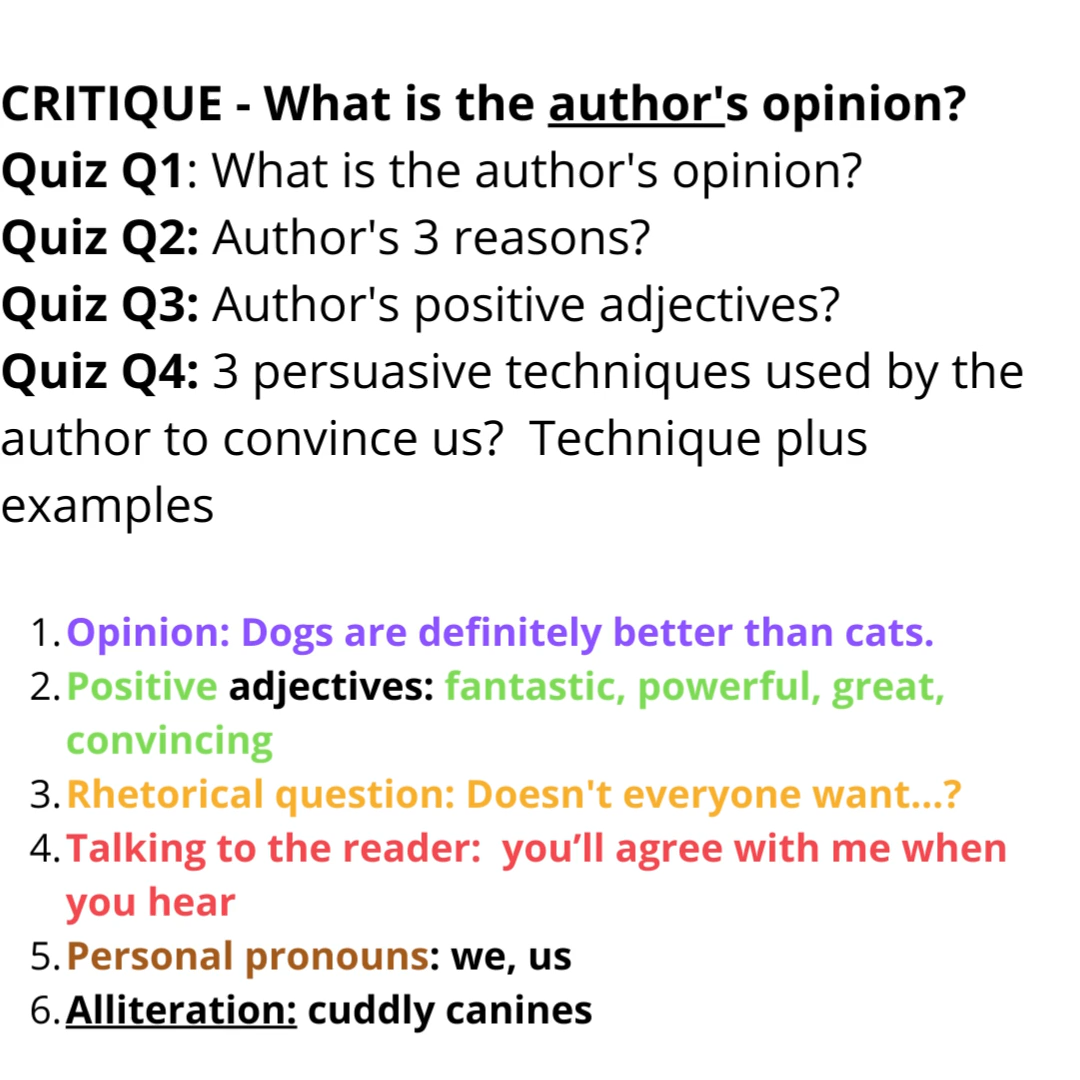 CRITIQUE - What is the author's opinion?
Quiz Q1: What is the author's opinion?
Quiz Q2: Author's 3 reasons?
Quiz Q3: Author's positive adjectives?
Quiz Q4: 3 persuasive techniques used by the
author to convince us?  Technique plus
examples
1. Opinion: Dogs are definitely better than cats.
2. Positive adjectives: fantastic, powerful, great,
convincing
3. Rhetorical question: Doesn't everyone want...?
4. Talking to the reader:  you’ll agree with me when
you hear
5. Personal pronouns: we, us
6. Alliteration: cuddly canines